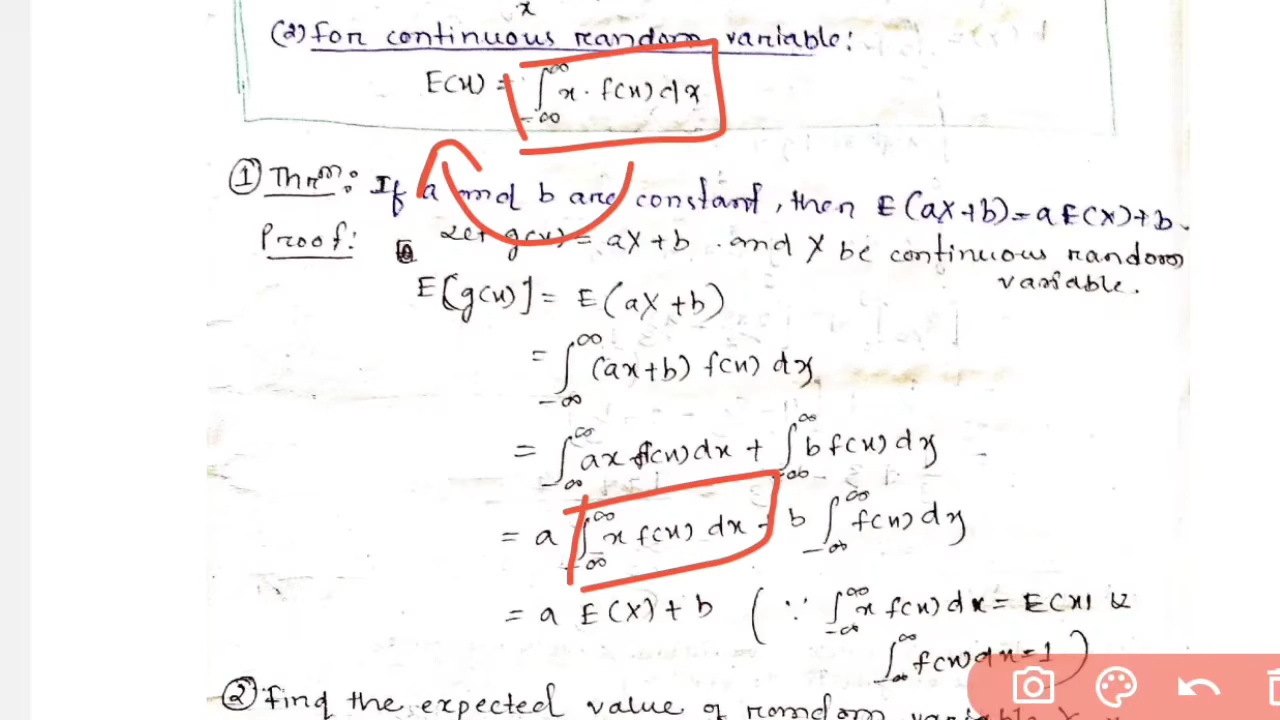 x
(2) for continuous random variable:
E(x) = ∫_{-∞}^{∞} x · f(x) dx
① Thrm: If a and b are constant, then E(aX+b) = a E(X) + b.
Proof: Let g(x) = aX + b . and X be continuous random
variable.
E[g(x)] = E(aX + b)
= ∫_{-∞}^{∞} (ax+b) f(x) dx
= ∫_{-∞}^{∞} ax f(x) dx + ∫_{-∞}^{∞} b f(x) dx
= a ∫_{-∞}^{∞} x f(x) dx + b ∫_{-∞}^{∞} f(x) dx
= a E(X) + b ( ∵ ∫_{-∞}^{∞} x f(x) dx = E(x) &
∫_{-∞}^{∞} f(x) dx = 1 )
② Find the expected value of random variable X